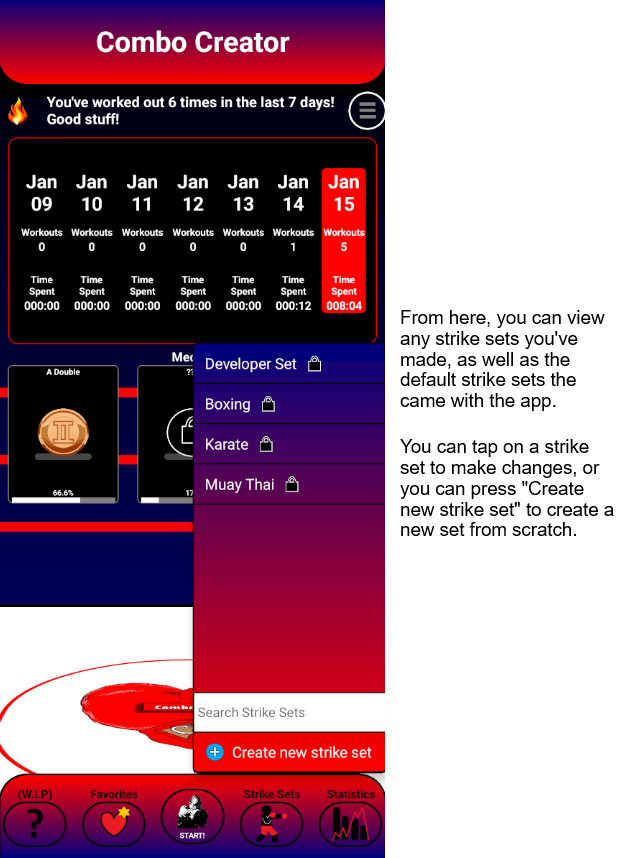 Combo Creator
You've worked out 6 times in the last 7 days!
Good stuff!
Jan Jan Jan Jan Jan Jan Jan
09 10 11 12 13 14 15
Workouts Workouts Workouts Workouts Workouts Workouts Workouts
0 0 0 0 0 1 5
Time Time Time Time Time Time Time
Spent Spent Spent Spent Spent Spent Spent
000:00 000:00 000:00 000:00 000:00 000:12 008:04
A Double
II
66.6%
Developer Set
Boxing
Karate
Muay Thai
Search Strike Sets
Create new strike set
(W.I.P) Favorites Strike Sets Statistics
?
START!
From here, you can view
any strike sets you've
made, as well as the
default strike sets the
came with the app.
You can tap on a strike
set to make changes, or
you can press "Create
new strike set" to create a
new set from scratch.